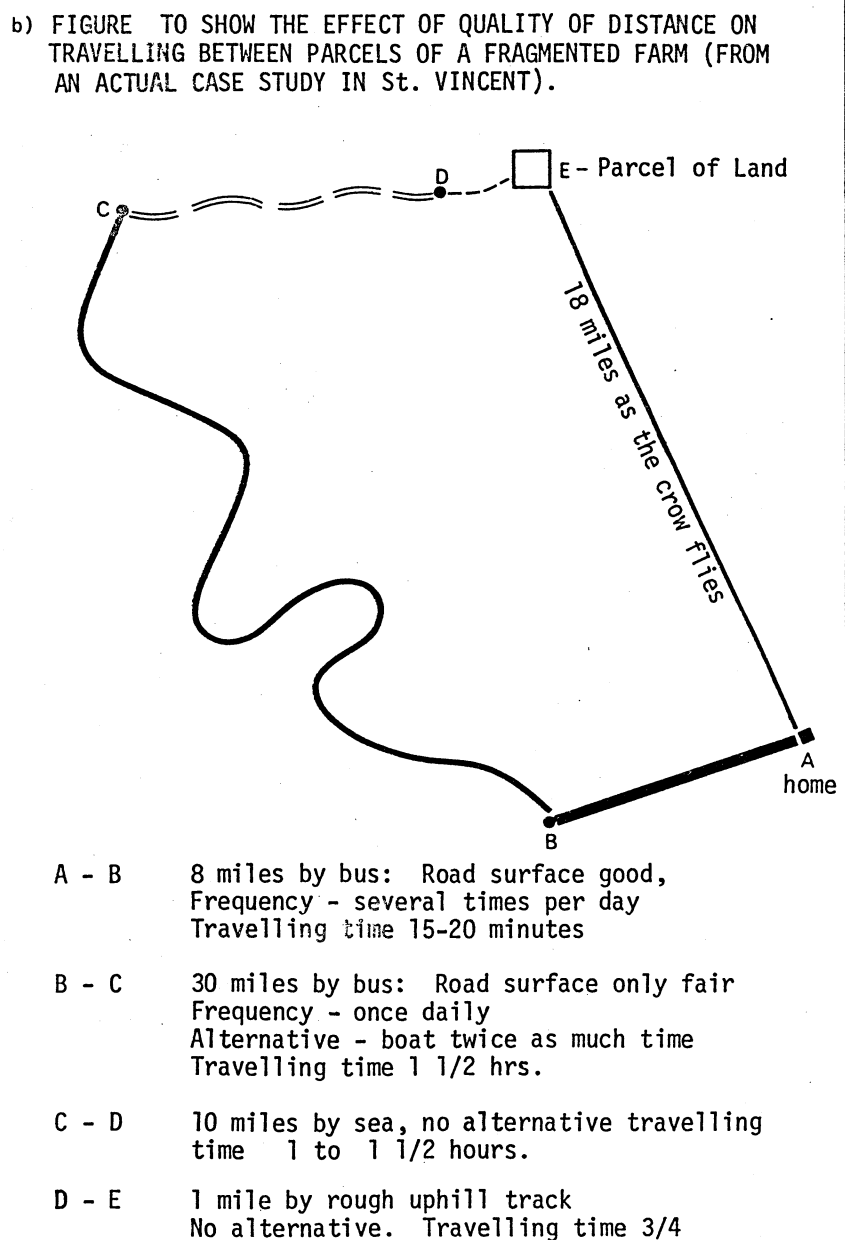 b) FIGURE TO SHOW THE EFFECT OF QUALITY OF DISTANCE ON
TRAVELLING BETWEEN PARCELS OF A FRAGMENTED FARM (FROM
AN ACTUAL CASE STUDY IN St. VINCENT).
D
E - Parcel of Land
C
18 miles as the crow flies
A
home
B
A - B 8 miles by bus: Road surface good,
Frequency - several times per day
Travelling time 15-20 minutes
B - C 30 miles by bus: Road surface only fair
Frequency - once daily
Alternative - boat twice as much time
Travelling time 1 1/2 hrs.
C - D 10 miles by sea, no alternative travelling
time 1 to 1 1/2 hours.
D - E 1 mile by rough uphill track
No alternative. Travelling time 3/4